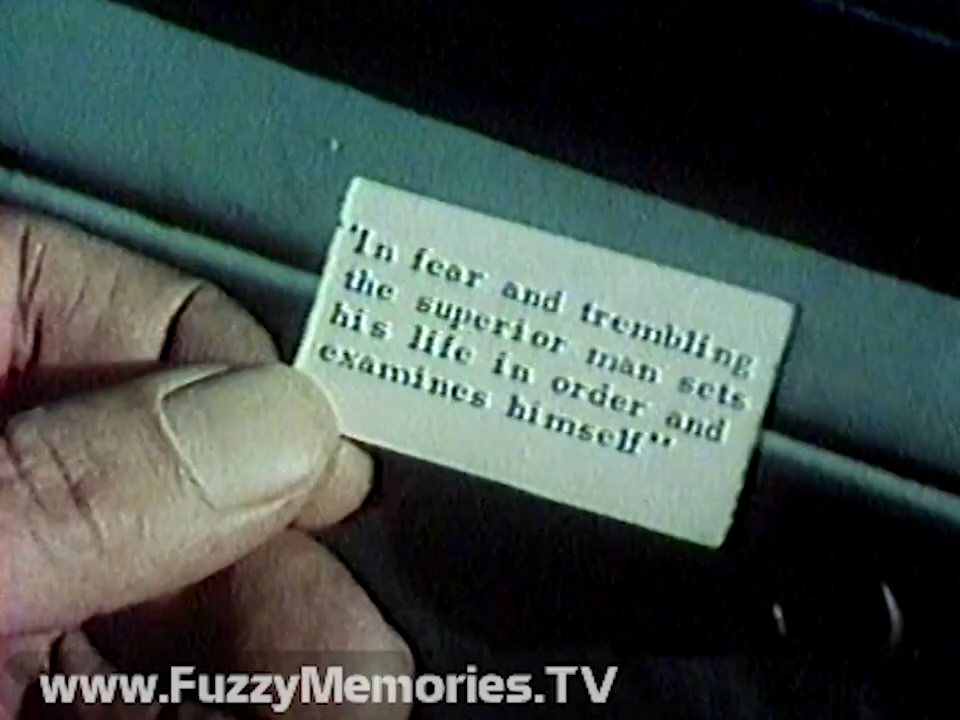 "In fear and trembling
the superior man sets
his life in order and
examines himself"
www.FuzzyMemories.TV